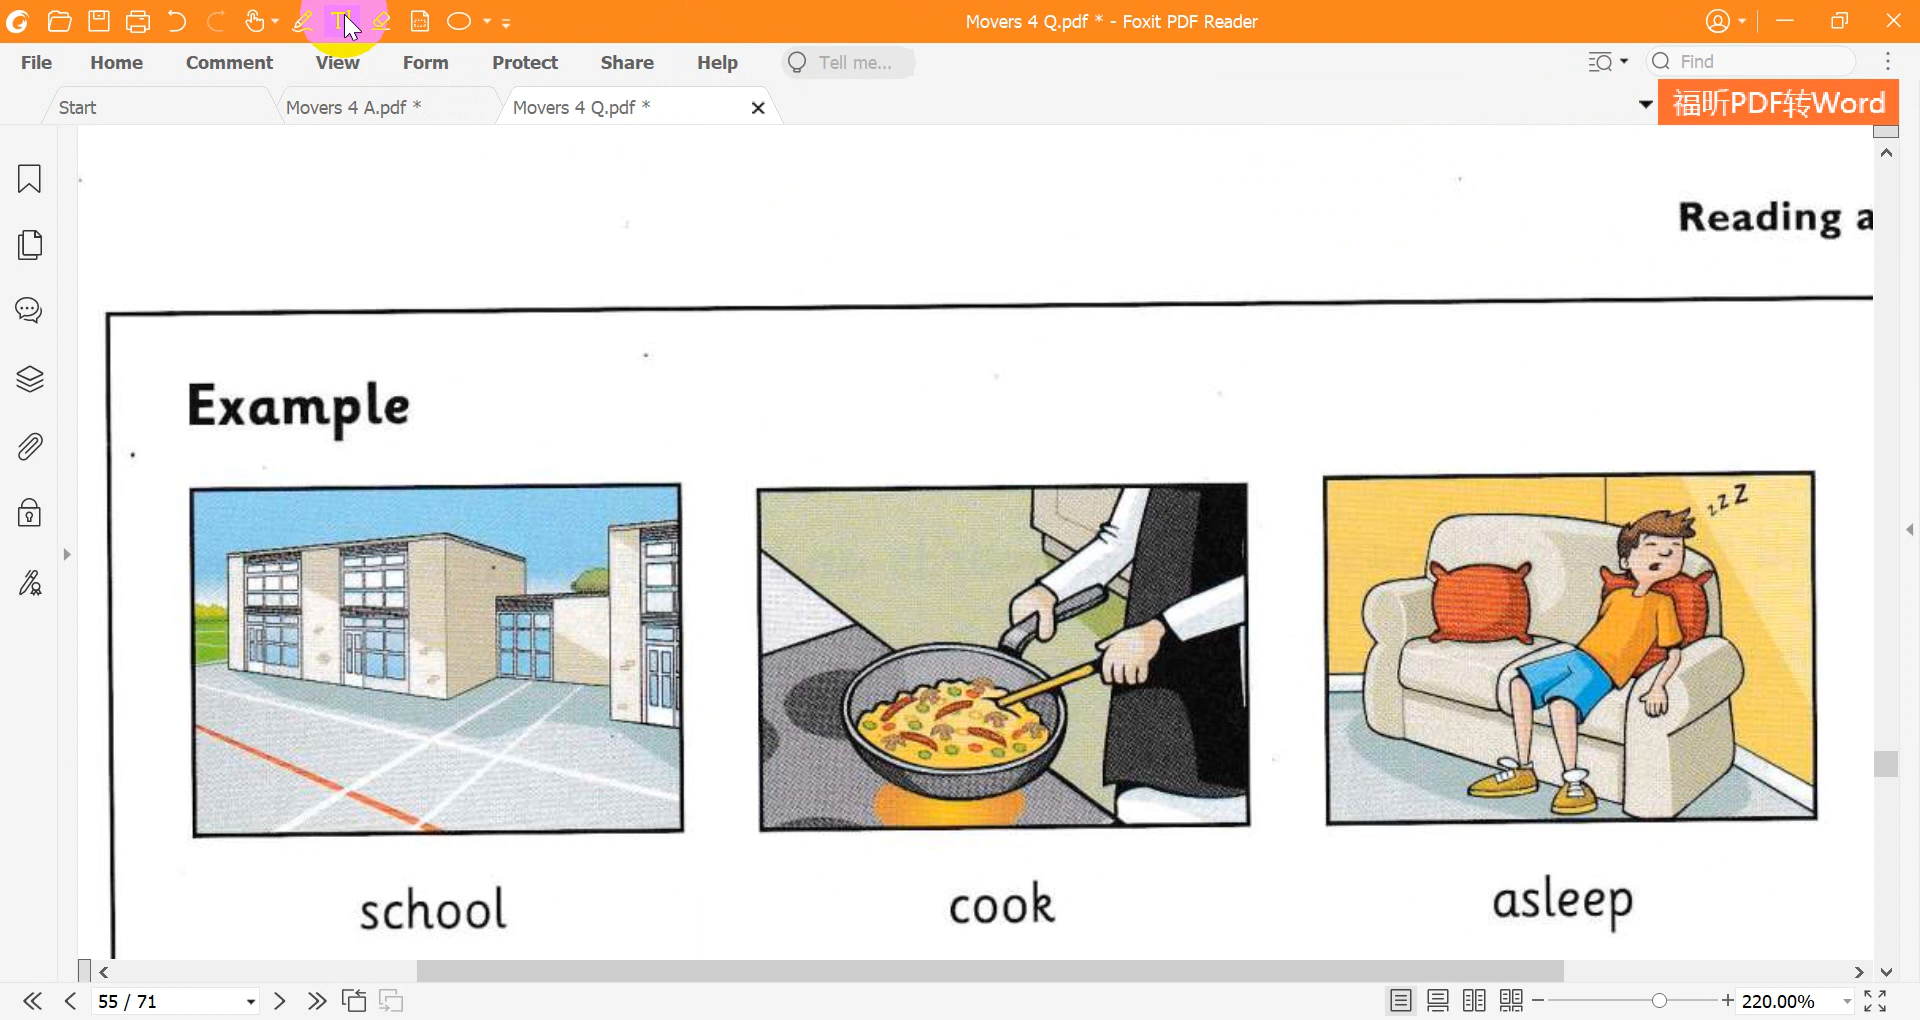 Movers 4 Q.pdf * - Foxit PDF Reader
File Home Comment View Form Protect Share Help Tell me... Find
Start Movers 4 A.pdf * Movers 4 Q.pdf * 福昕PDF转Word
Reading a
Example
zzZ
school cook asleep
55 / 71 220.00%